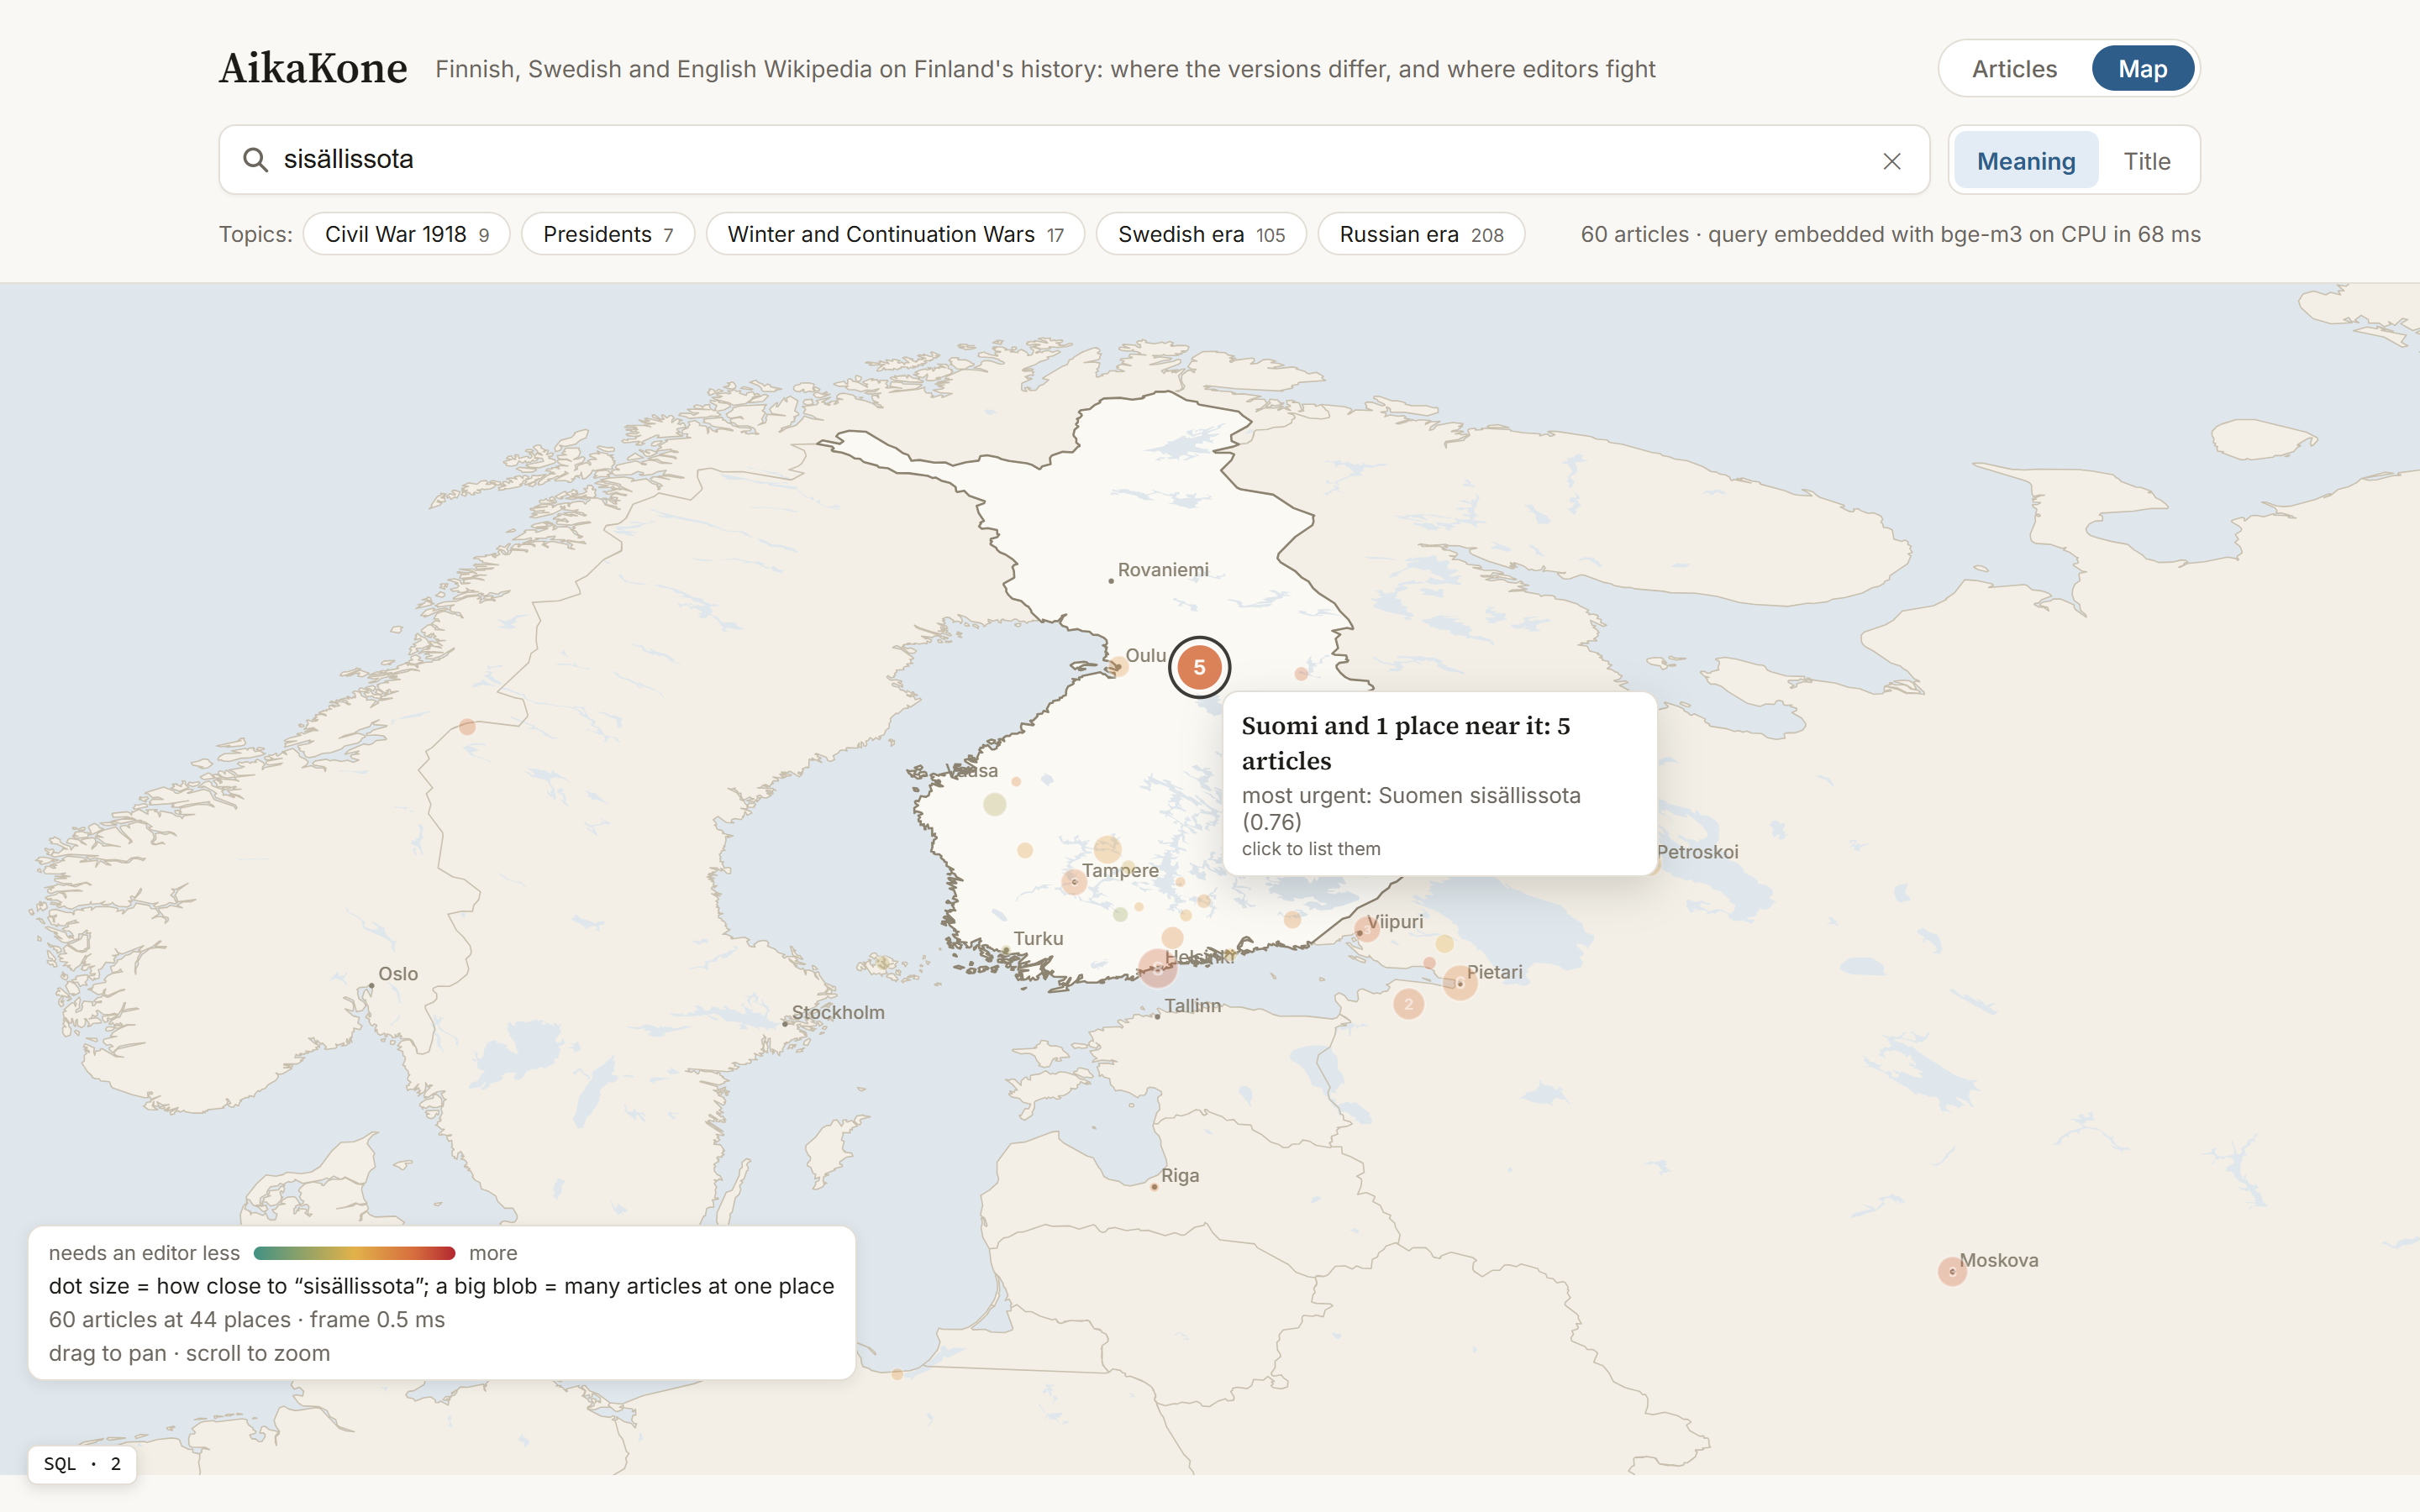 AikaKone Finnish, Swedish and English Wikipedia on Finland's history: where the versions differ, and where editors fight Articles Map
sisällissota Meaning Title
Topics: Civil War 1918 9 Presidents 7 Winter and Continuation Wars 17 Swedish era 105 Russian era 208 60 articles · query embedded with bge-m3 on CPU in 68 ms
Rovaniemi
Oulu
5
Suomi and 1 place near it: 5
articles
most urgent: Suomen sisällissota
(0.76)
click to list them
Vaasa
Petroskoi
Tampere
Viipuri
Turku
Helsinki
Pietari
Oslo
Stockholm
Tallinn
2
Riga
Moskova
needs an editor less more
dot size = how close to “sisällissota”; a big blob = many articles at one place
60 articles at 44 places · frame 0.5 ms
drag to pan · scroll to zoom
SQL · 2